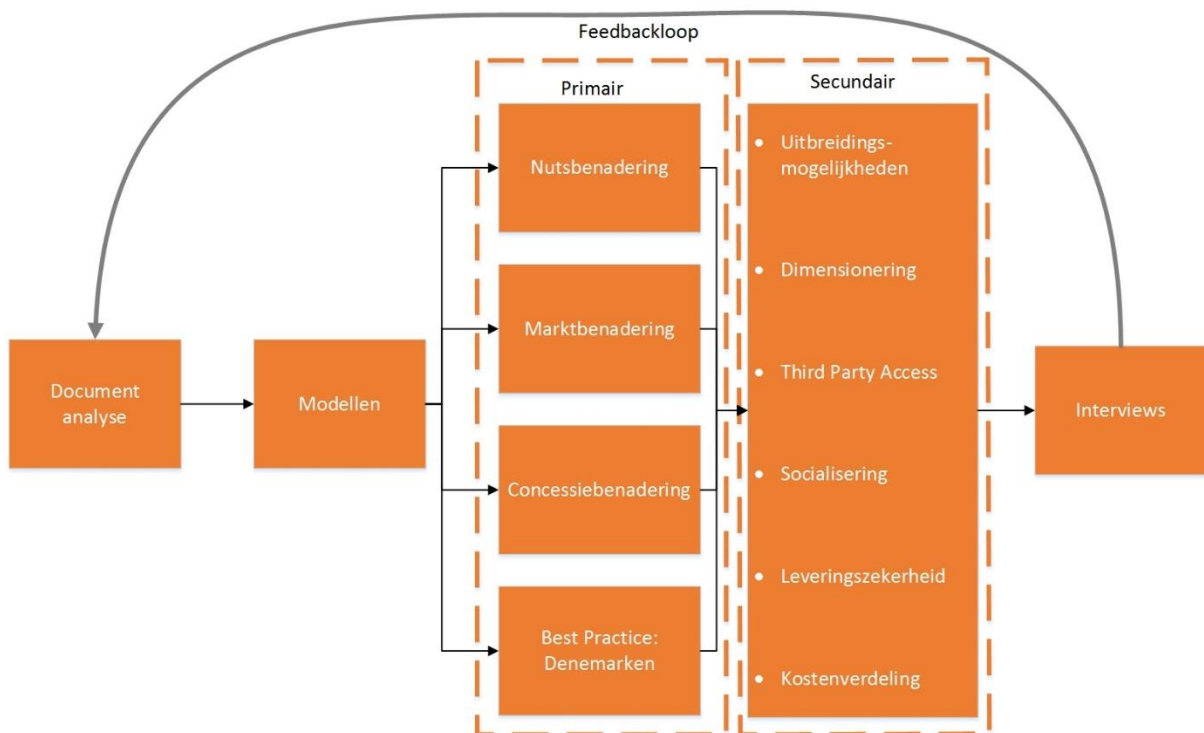 Feedbackloop
Primair
Secundair
Document
analyse
Modellen
Nutsbenadering
Marktbenadering
Concessiebenadering
Best Practice:
Denemarken
• Uitbreidings-
mogelijkheden
• Dimensionering
• Third Party Access
• Socialisering
• Leveringszekerheid
• Kostenverdeling
Interviews